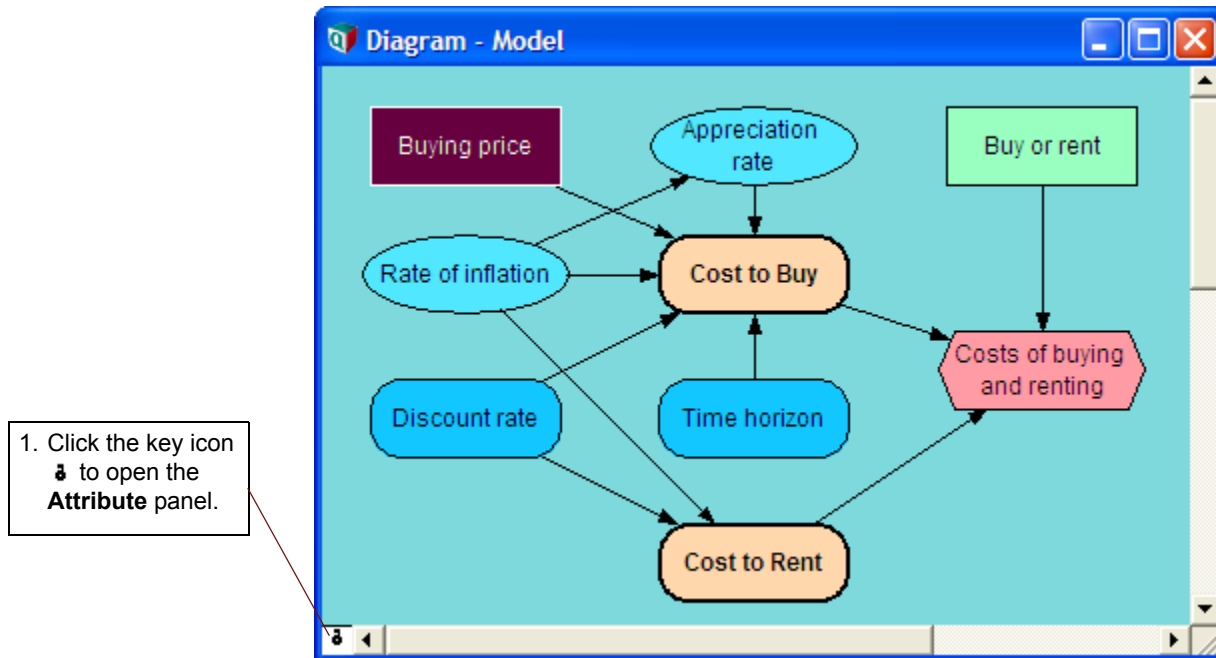 Diagram - Model
Buying price
Appreciation
rate
Buy or rent
Rate of inflation
Cost to Buy
Costs of buying
and renting
Discount rate
Time horizon
1. Click the key icon
to open the
Attribute panel.
Cost to Rent